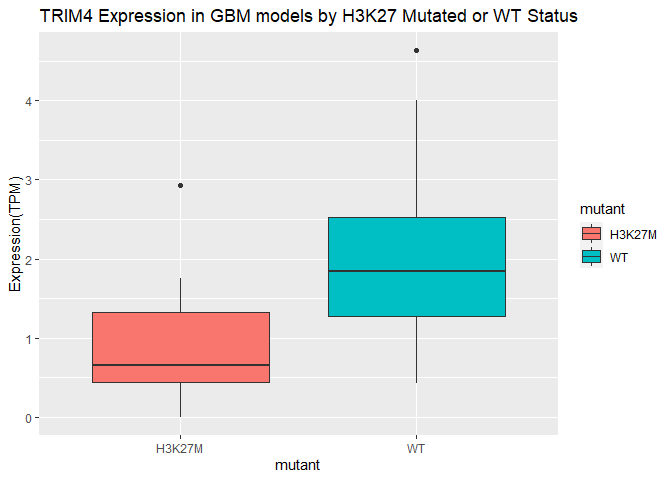 TRIM4 Expression in GBM models by H3K27 Mutated or WT Status
Expression(TPM)
4
3
2
1
0
H3K27M
WT
mutant
mutant
H3K27M
WT